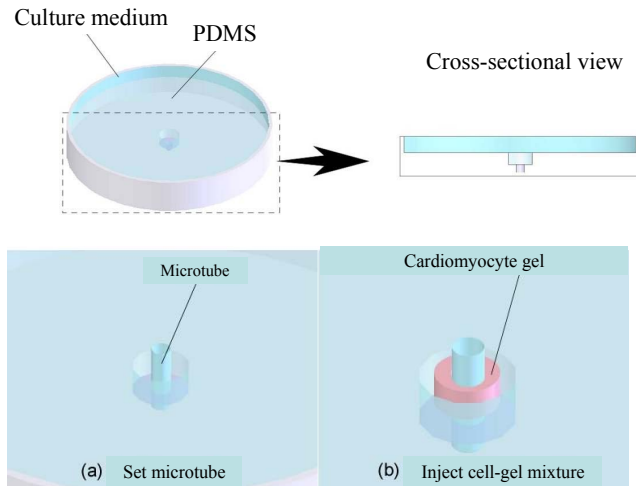 Culture medium
PDMS
Cross-sectional view
Microtube
Cardiomyocyte gel
(a) Set microtube
(b) Inject cell-gel mixture